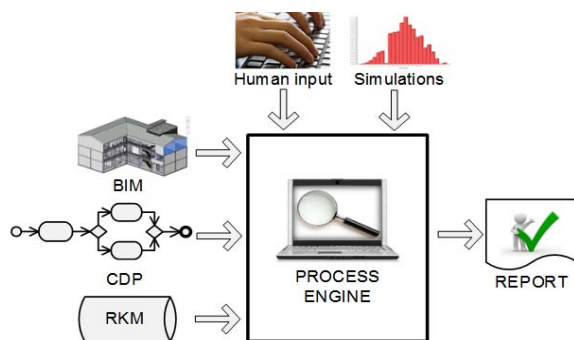 Human input
Simulations
BIM
CDP
RKM
PROCESS
ENGINE
REPORT